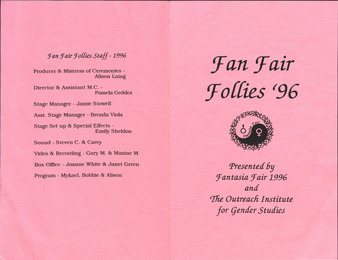 Fan Fair Follies Staff - 1996
Producer & Mistress of Ceremonies -
Alison Laing
Director & Assistant M.C. -
Pamela Geddes
Stage Manager - Jamie Stowell
Asst. Stage Manager - Brenda Viola
Stage Set up & Special Effects -
Emily Sheldon
Sound - Steven C. & Carey
Video & Recording - Gary M. & Maxine M.
Box Office - Joanne White & Janet Green
Program - Mykael, Bobbie & Alison
Fan Fair
Follies '96
Presented by
Fantasia Fair 1996
and
The Outreach Institute
for Gender Studies